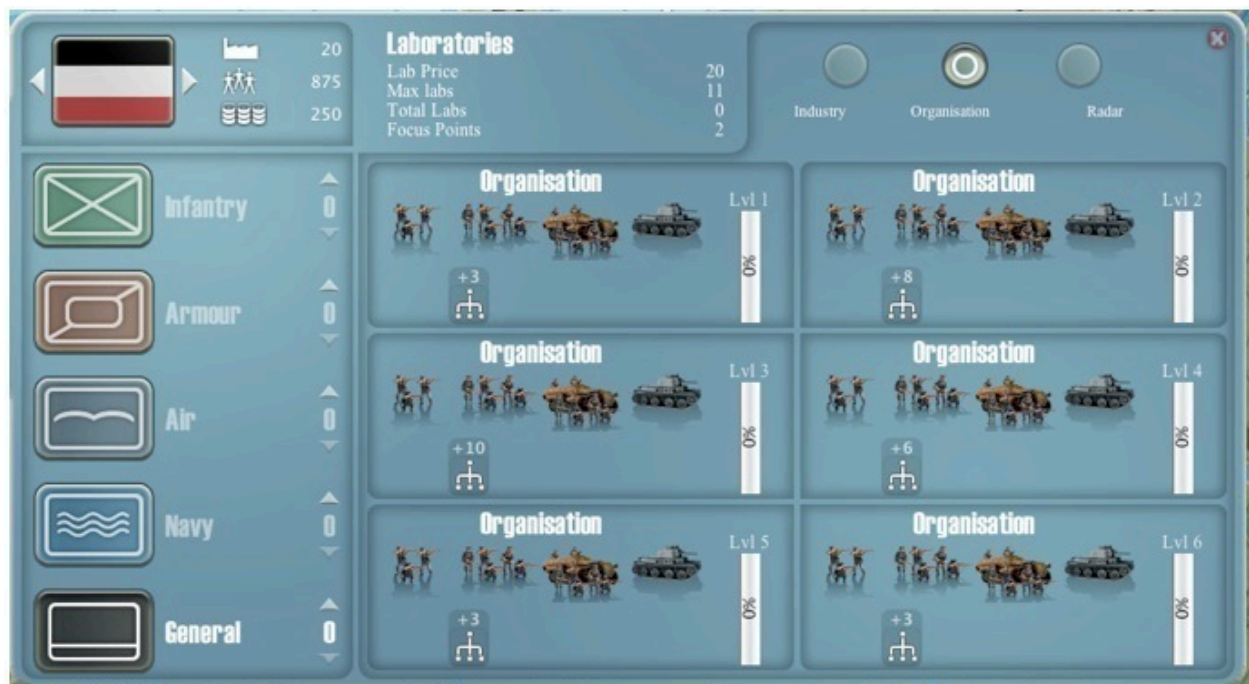 20
875
250
Laboratories
Lab Price 20
Max labs 11
Total Labs 0
Focus Points 2
Industry Organisation Radar
Infantry 0
Armour 0
Air 0
Navy 0
General 0
Organisation
Lvl 1
0%
+3
Organisation
Lvl 2
0%
+8
Organisation
Lvl 3
0%
+10
Organisation
Lvl 4
0%
+6
Organisation
Lvl 5
0%
+3
Organisation
Lvl 6
0%
+3